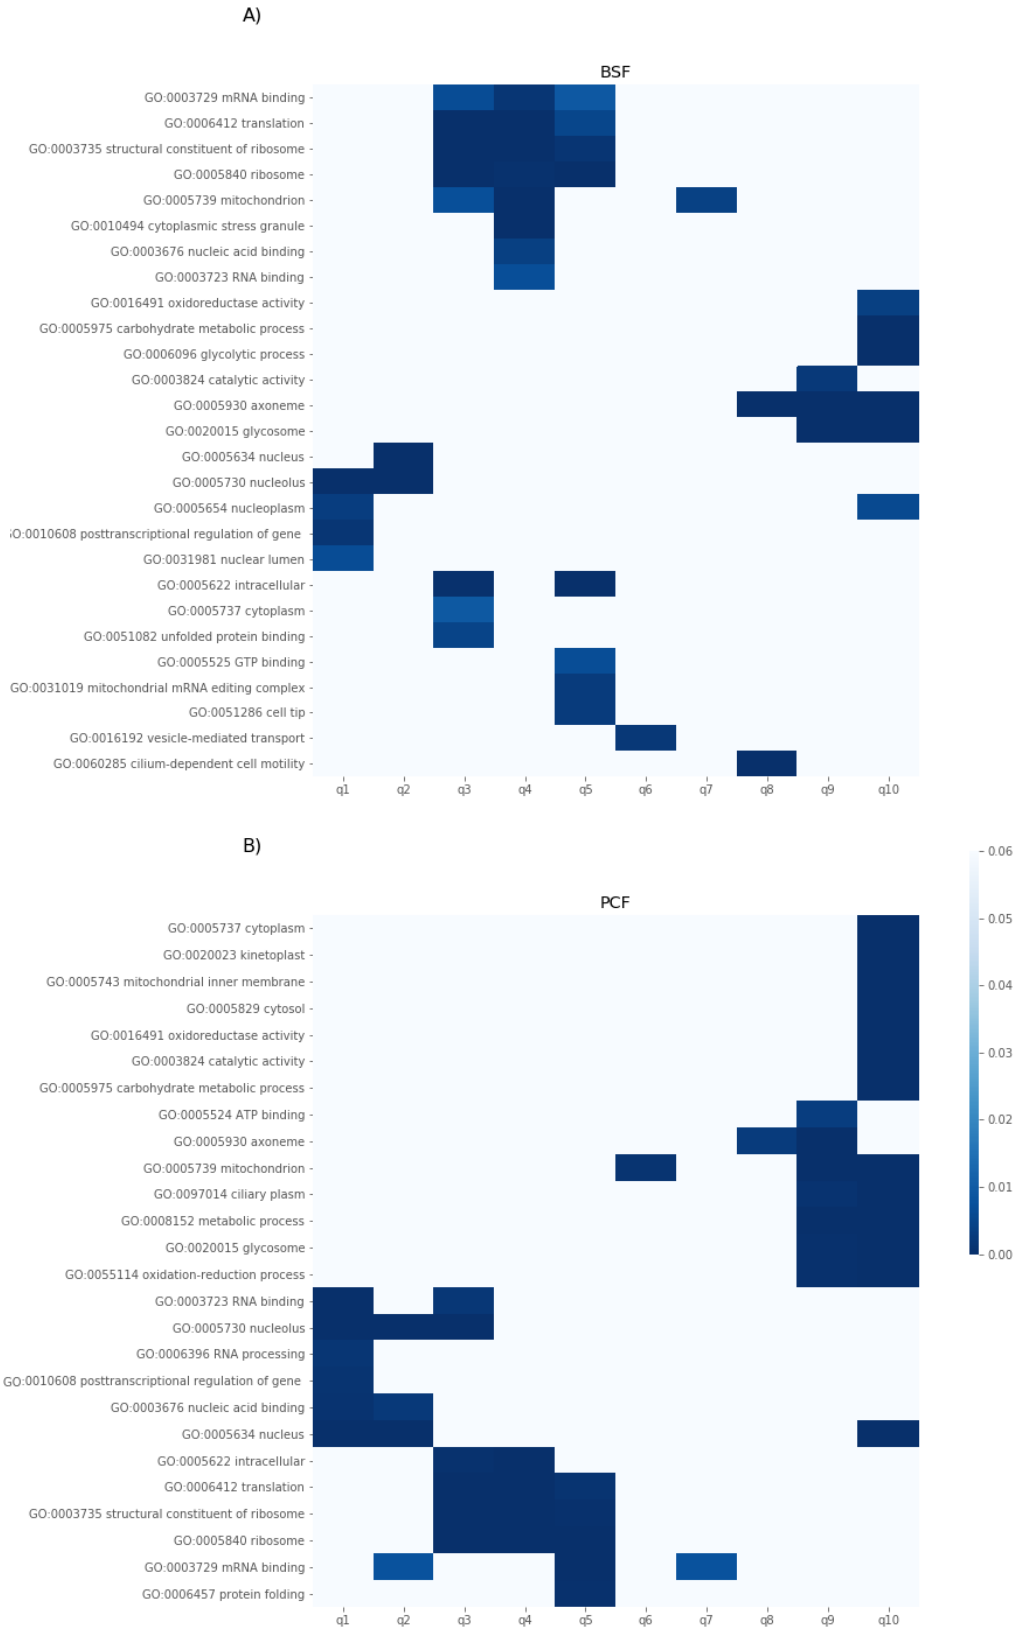 A)
BSF
GO:0003729 mRNA binding
GO:0006412 translation
GO:0003735 structural constituent of ribosome
GO:0005840 ribosome
GO:0005739 mitochondrion
GO:0010494 cytoplasmic stress granule
GO:0003676 nucleic acid binding
GO:0003723 RNA binding
GO:0016491 oxidoreductase activity
GO:0005975 carbohydrate metabolic process
GO:0006096 glycolytic process
GO:0003824 catalytic activity
GO:0005930 axoneme
GO:0020015 glycosome
GO:0005634 nucleus
GO:0005730 nucleolus
GO:0005654 nucleoplasm
iO:0010608 posttranscriptional regulation of gene
GO:0031981 nuclear lumen
GO:0005622 intracellular
GO:0005737 cytoplasm
GO:0051082 unfolded protein binding
GO:0005525 GTP binding
GO:0031019 mitochondrial mRNA editing complex
GO:0051286 cell tip
GO:0016192 vesicle-mediated transport
GO:0060285 cilium-dependent cell motility
q1 q2 q3 q4 q5 q6 q7 q8 q9 q10
B)
PCF
GO:0005737 cytoplasm
GO:0020023 kinetoplast
GO:0005743 mitochondrial inner membrane
GO:0005829 cytosol
GO:0016491 oxidoreductase activity
GO:0003824 catalytic activity
GO:0005975 carbohydrate metabolic process
GO:0005524 ATP binding
GO:0005930 axoneme
GO:0005739 mitochondrion
GO:0097014 ciliary plasm
GO:0008152 metabolic process
GO:0020015 glycosome
GO:0055114 oxidation-reduction process
GO:0003723 RNA binding
GO:0005730 nucleolus
GO:0006396 RNA processing
GO:0010608 posttranscriptional regulation of gene
GO:0003676 nucleic acid binding
GO:0005634 nucleus
GO:0005622 intracellular
GO:0006412 translation
GO:0003735 structural constituent of ribosome
GO:0005840 ribosome
GO:0003729 mRNA binding
GO:0006457 protein folding
q1 q2 q3 q4 q5 q6 q7 q8 q9 q10
0.06
0.05
0.04
0.03
0.02
0.01
0.00